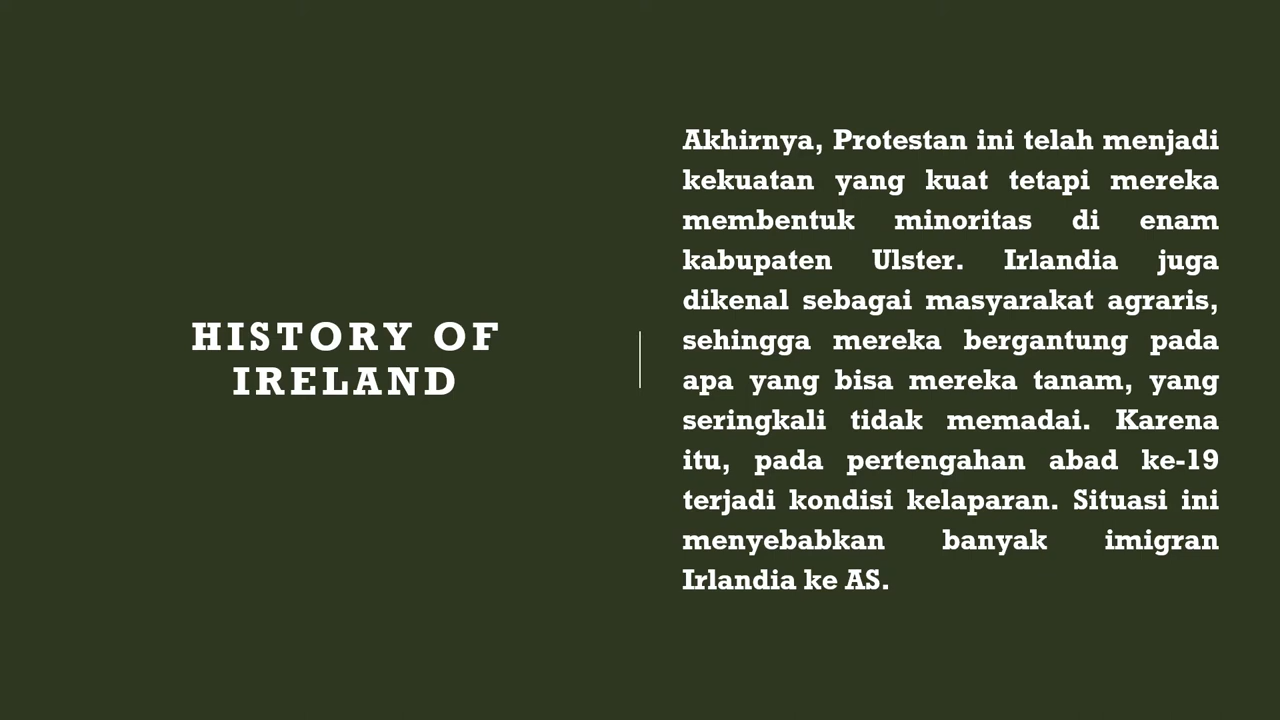 HISTORY OF
IRELAND
Akhirnya, Protestan ini telah menjadi
kekuatan yang kuat tetapi mereka
membentuk minoritas di enam
kabupaten Ulster. Irlandia juga
dikenal sebagai masyarakat agraris,
sehingga mereka bergantung pada
apa yang bisa mereka tanam, yang
seringkali tidak memadai. Karena
itu, pada pertengahan abad ke-19
terjadi kondisi kelaparan. Situasi ini
menyebabkan banyak imigran
Irlandia ke AS.